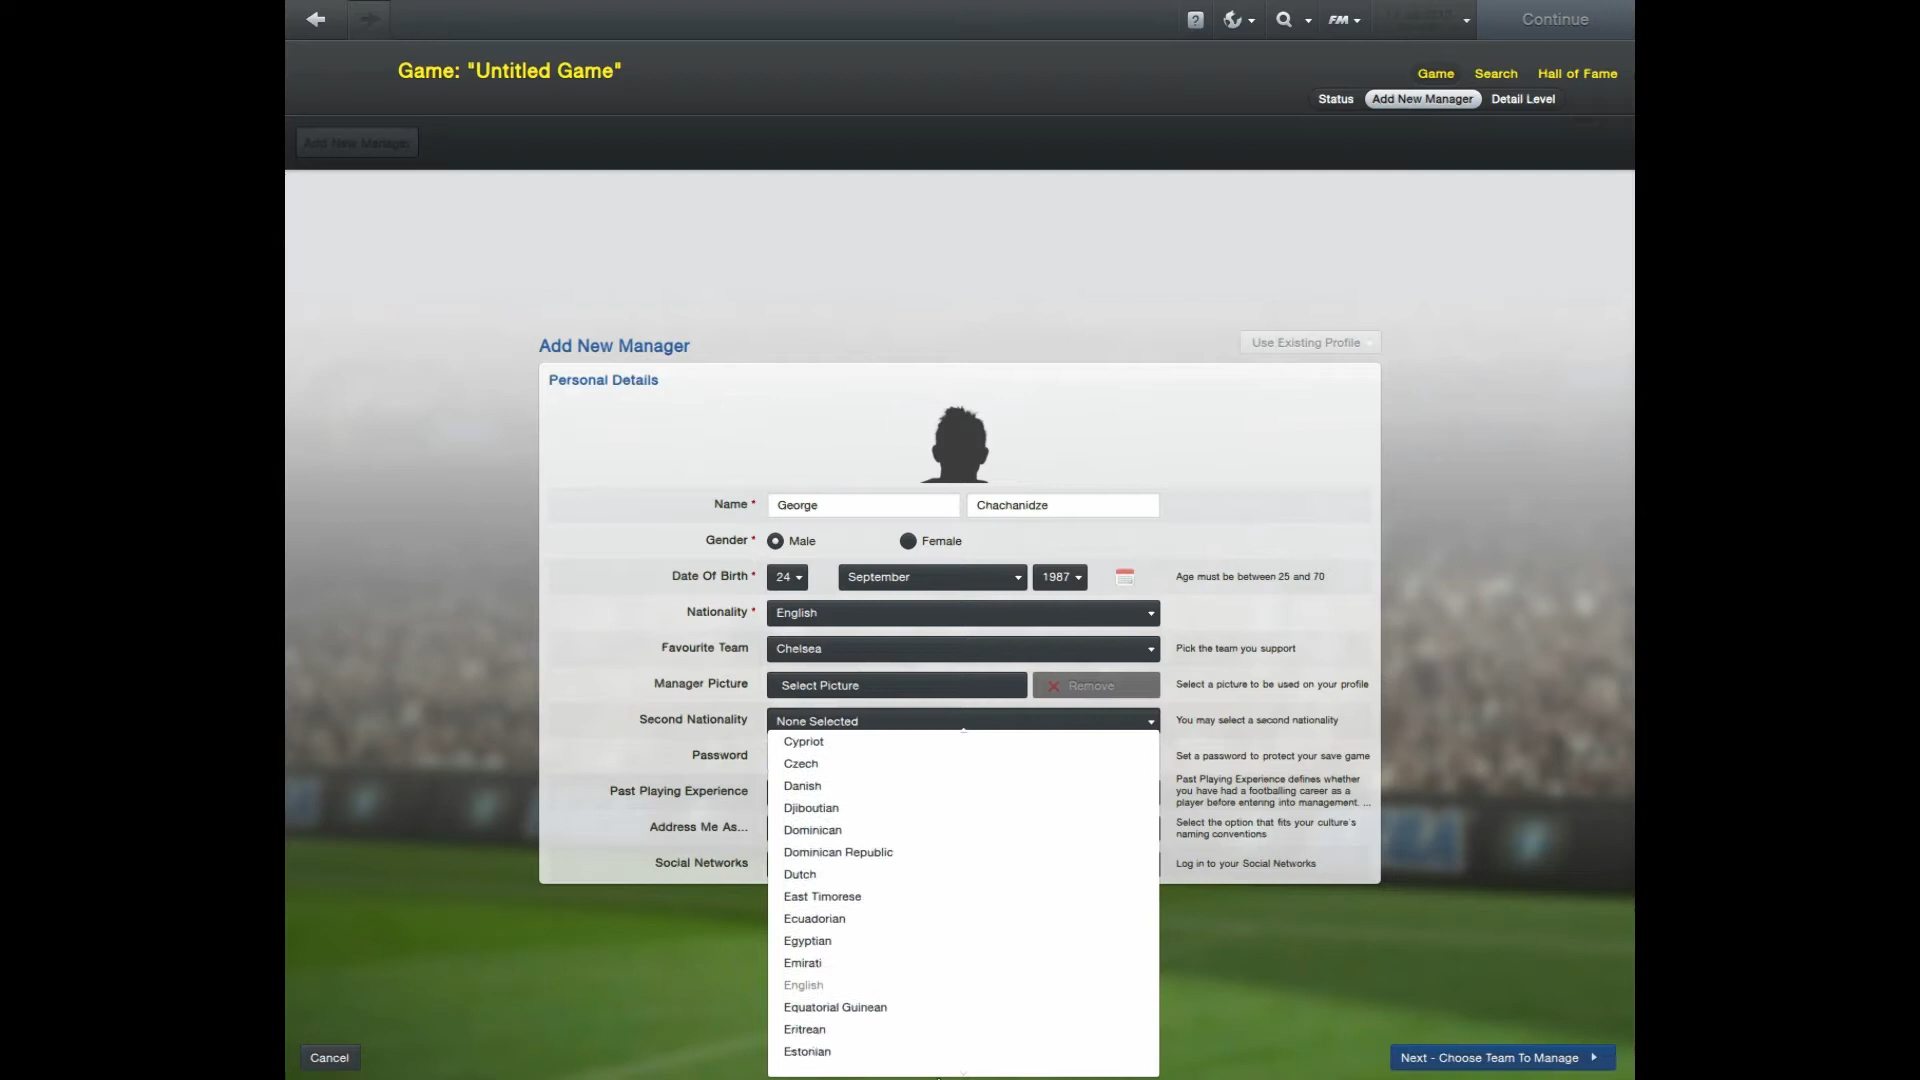 ?
FM
Continue
Game: "Untitled Game"
Game Search Hall of Fame
Status Add New Manager Detail Level
Add New Manager
Add New Manager
Use Existing Profile
Personal Details
Name * George Chachanidze
Gender * Male Female
Date Of Birth * 24 September 1987 Age must be between 25 and 70
Nationality * English
Favourite Team Chelsea Pick the team you support
Manager Picture Select Picture Remove Select a picture to be used on your profile
Second Nationality None Selected You may select a second nationality
Cypriot
Password Set a password to protect your save game
Czech
Danish
Past Playing Experience
Past Playing Experience defines whether
you have had a footballing career as a
player before entering into management. ...
Djiboutian
Address Me As...
Select the option that fits your culture's
naming conventions
Dominican
Dominican Republic
Social Networks Log in to your Social Networks
Dutch
East Timorese
Ecuadorian
Egyptian
Emirati
English
Equatorial Guinean
Eritrean
Estonian
Cancel
Next - Choose Team To Manage